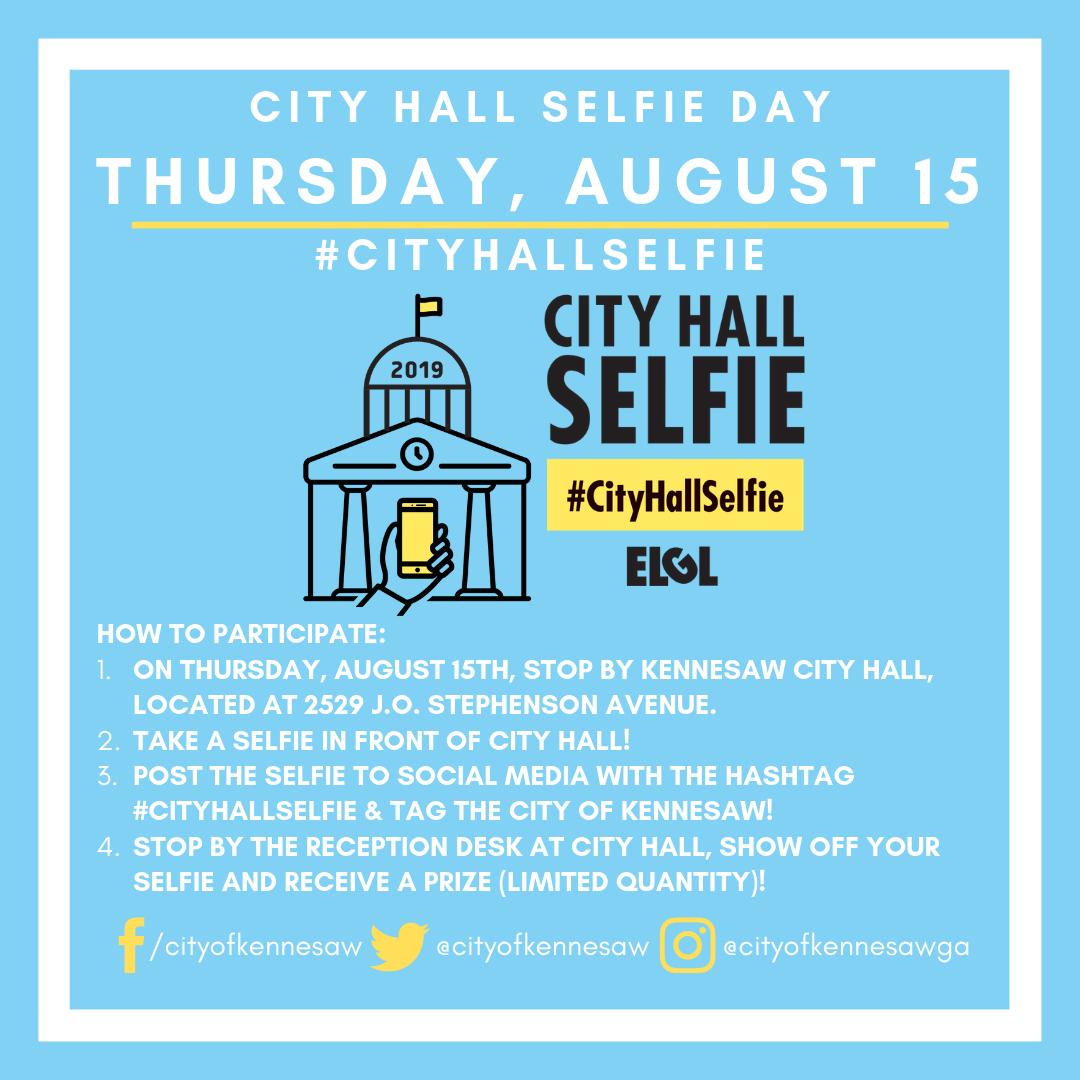 CITY HALL SELFIE DAY
THURSDAY, AUGUST 15
#CITYHALLSELFIE
2019
CITY HALL
SELFIE
#CityHallSelfie
ELGL
HOW TO PARTICIPATE:
1. ON THURSDAY, AUGUST 15TH, STOP BY KENNESAW CITY HALL,
LOCATED AT 2529 J.O. STEPHENSON AVENUE.
2. TAKE A SELFIE IN FRONT OF CITY HALL!
3. POST THE SELFIE TO SOCIAL MEDIA WITH THE HASHTAG
#CITYHALLSELFIE & TAG THE CITY OF KENNESAW!
4. STOP BY THE RECEPTION DESK AT CITY HALL, SHOW OFF YOUR
SELFIE AND RECEIVE A PRIZE (LIMITED QUANTITY)!
/cityofkennesaw @cityofkennesaw @cityofkennesawga